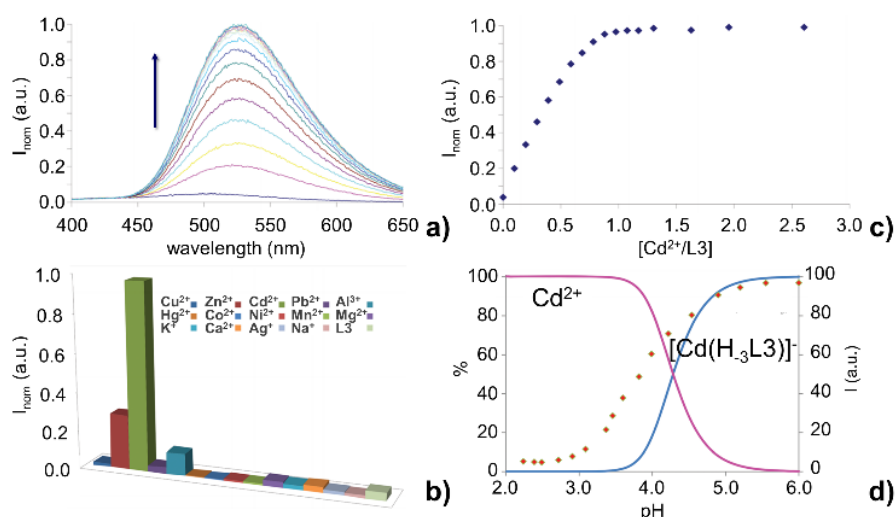 1.0
0.8
0.6
0.4
0.2
0.0
I_nom (a.u.)
400 450 500 550 600 650
wavelength (nm)
a)
1.0
0.8
0.6
0.4
0.2
0.0
I_nom (a.u.)
0.0 0.5 1.0 1.5 2.0 2.5 3.0
[Cd²⁺/L3]
c)
1.0
0.8
0.6
0.4
0.2
0.0
I_nom (a.u.)
Cu²⁺ Zn²⁺ Cd²⁺ Pb²⁺ Al³⁺
Hg²⁺ Co²⁺ Ni²⁺ Mn²⁺ Mg²⁺
K⁺ Ca²⁺ Ag⁺ Na⁺ L3
b)
100
80
60
40
20
0
%
Cd²⁺
[Cd(H₋₃L3)]⁻
100
80
60
40
20
0
I (a.u.)
2.0 3.0 4.0 5.0 6.0
pH
d)